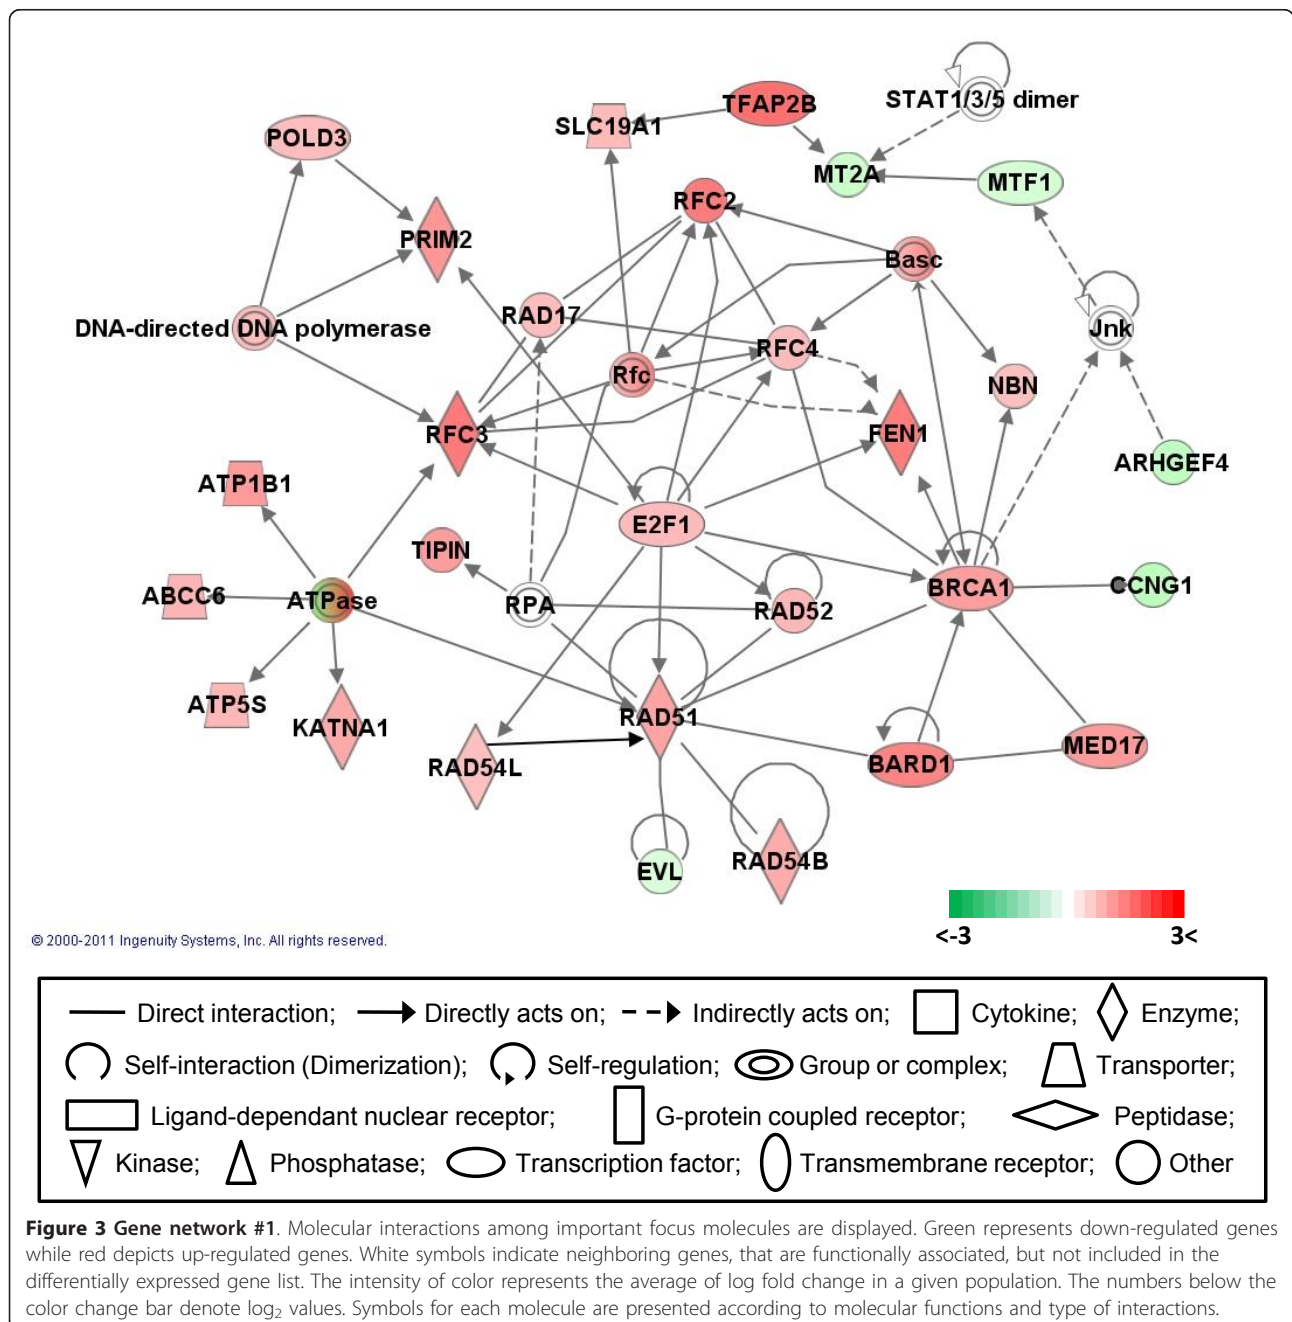 STAT1/3/5 dimer
TFAP2B
SLC19A1
POLD3
MT2A
MTF1
RFC2
PRIM2
Basc
RAD17
DNA-directed DNA polymerase
Jnk
RFC4
Rfc
NBN
RFC3
FEN1
ARHGEF4
ATP1B1
E2F1
TIPIN
BRCA1
CCNG1
ABCC6
ATPase
RPA
RAD52
ATP5S
KATNA1
RAD51
MED17
RAD54L
BARD1
EVL
RAD54B
© 2000-2011 Ingenuity Systems, Inc. All rights reserved.
<-3 3<
Direct interaction; Directly acts on; Indirectly acts on; Cytokine; Enzyme;
Self-interaction (Dimerization); Self-regulation; Group or complex; Transporter;
Ligand-dependant nuclear receptor; G-protein coupled receptor; Peptidase;
Kinase; Phosphatase; Transcription factor; Transmembrane receptor; Other
Figure 3 Gene network #1. Molecular interactions among important focus molecules are displayed. Green represents down-regulated genes
while red depicts up-regulated genes. White symbols indicate neighboring genes, that are functionally associated, but not included in the
differentially expressed gene list. The intensity of color represents the average of log fold change in a given population. The numbers below the
color change bar denote log2 values. Symbols for each molecule are presented according to molecular functions and type of interactions.